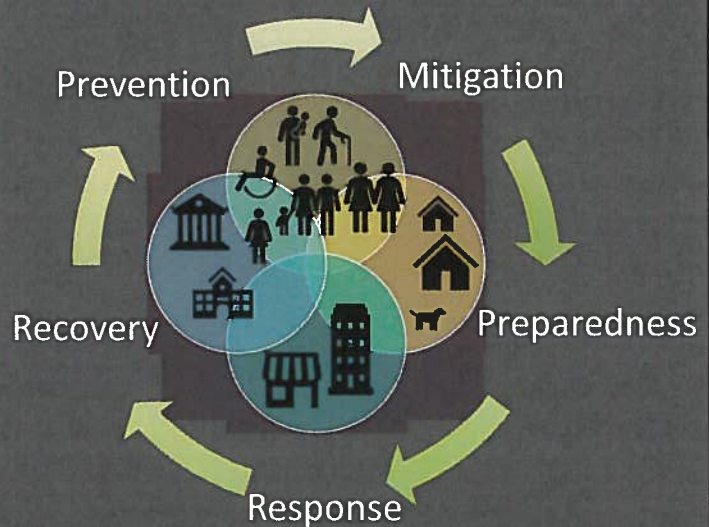 Prevention
Mitigation
Preparedness
Response
Recovery